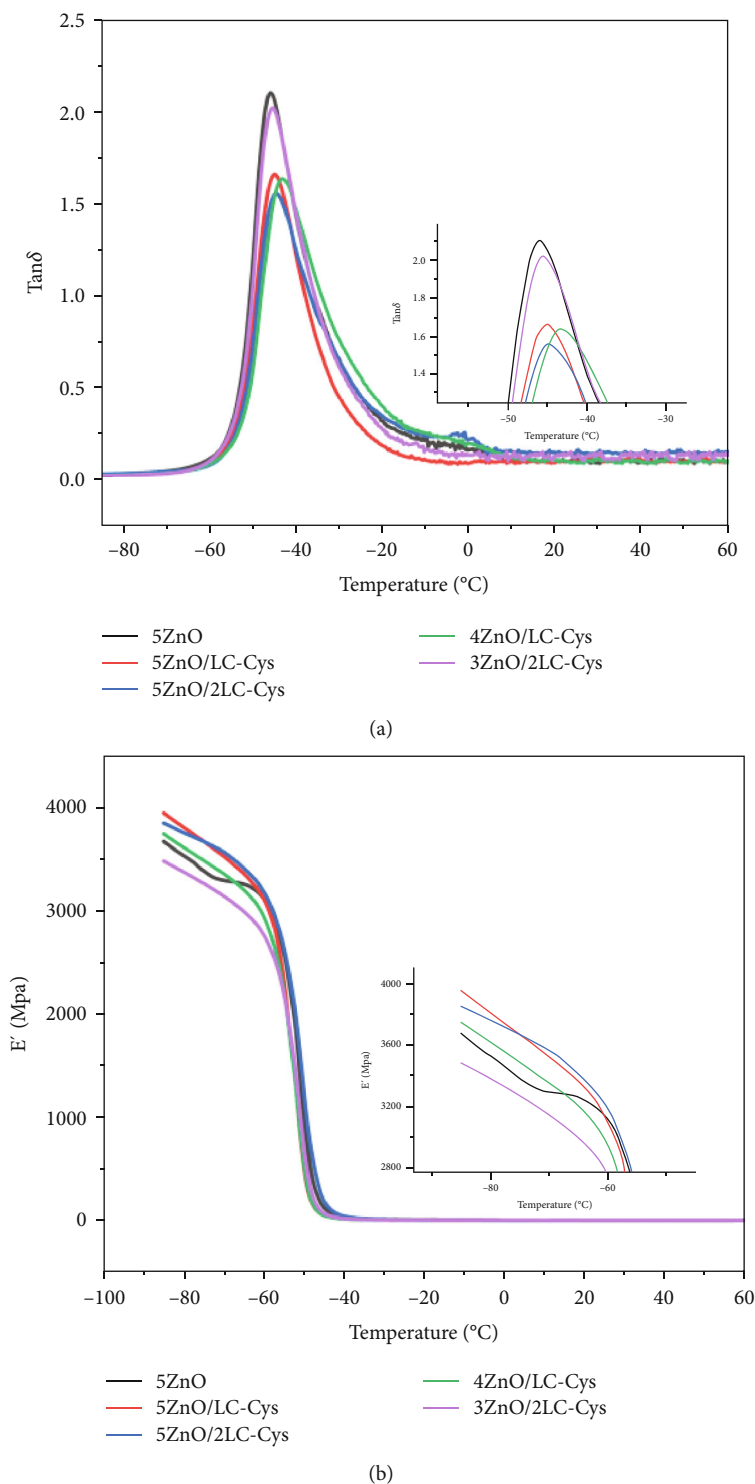 2.5
2.0
1.5
1.0
0.5
0.0
Tanδ
−80 −60 −40 −20 0 20 40 60
Temperature (°C)
2.0
1.8
1.6
1.4
Tanδ
−50 −40 −30
Temperature (°C)
5ZnO
5ZnO/LC-Cys
5ZnO/2LC-Cys
4ZnO/LC-Cys
3ZnO/2LC-Cys
(a)
4000
3000
2000
1000
0
E′ (Mpa)
−100 −80 −60 −40 −20 0 20 40 60
Temperature (°C)
4000
3600
3200
2800
E′ (Mpa)
−80 −60
Temperature (°C)
5ZnO
5ZnO/LC-Cys
5ZnO/2LC-Cys
4ZnO/LC-Cys
3ZnO/2LC-Cys
(b)